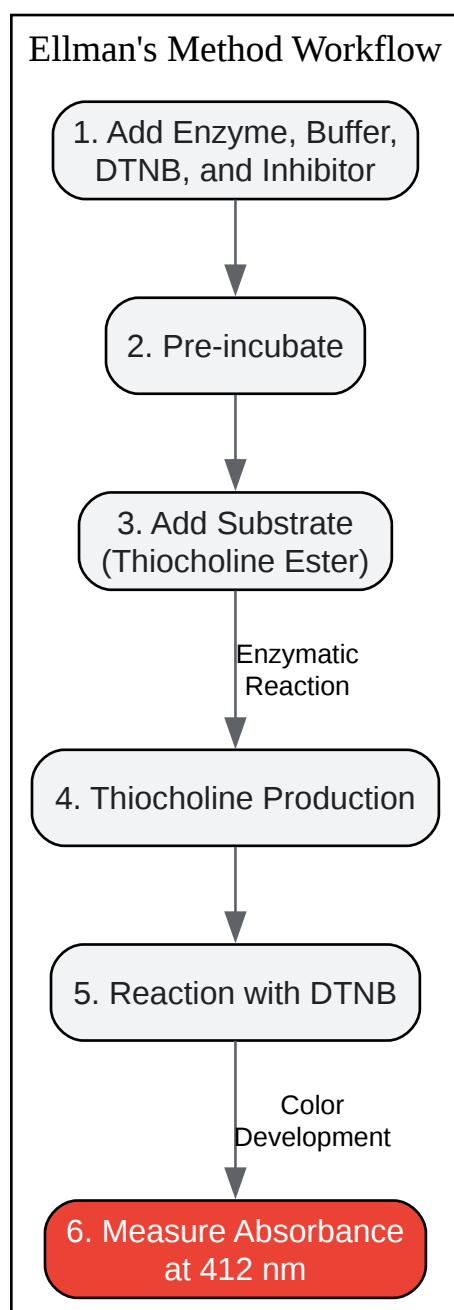 Ellman's Method Workflow
1. Add Enzyme, Buffer,
DTNB, and Inhibitor
2. Pre-incubate
3. Add Substrate
(Thiocholine Ester)
Enzymatic
Reaction
4. Thiocholine Production
5. Reaction with DTNB
Color
Development
6. Measure Absorbance
at 412 nm